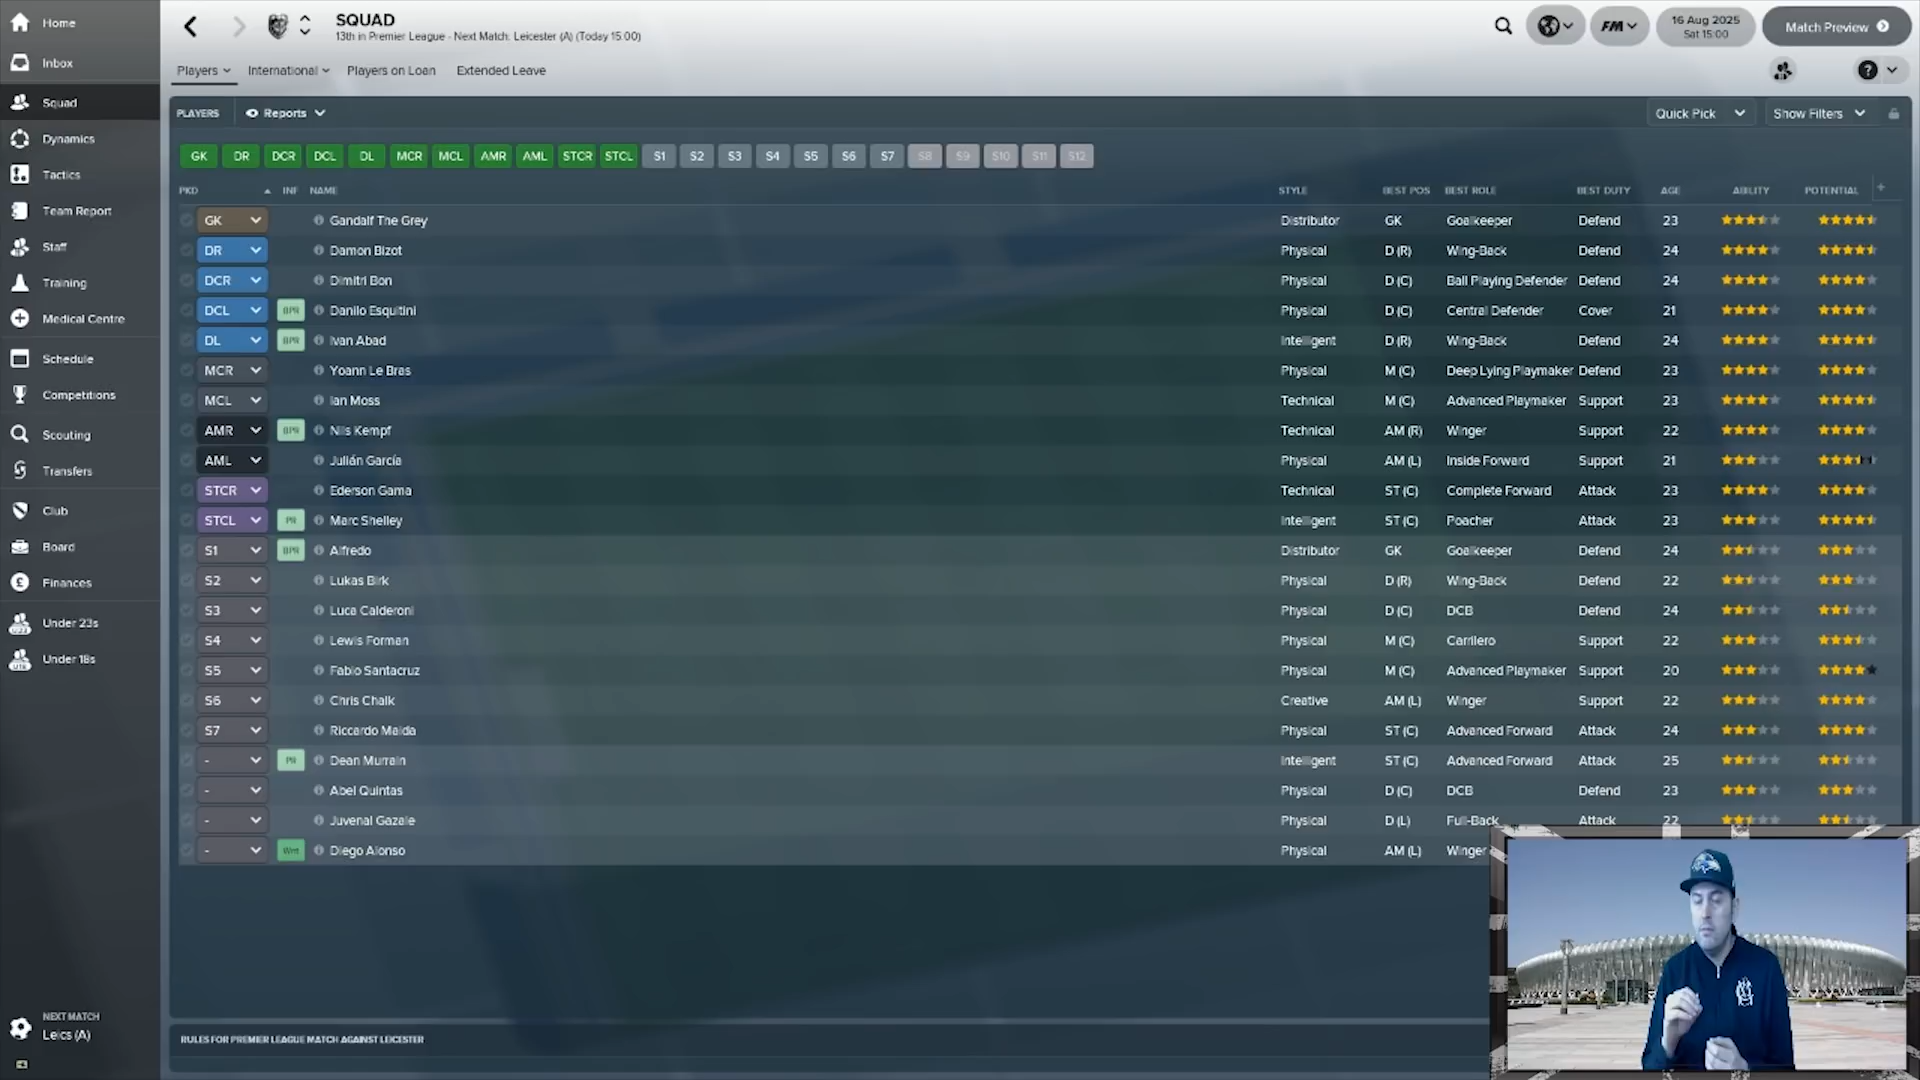 Home
Inbox
Squad
Dynamics
Tactics
Team Report
Staff
Training
Medical Centre
Schedule
Competitions
Scouting
Transfers
Club
Board
Finances
Under 23s
Under 18s
NEXT MATCH
Leics (A)
SQUAD
13th in Premier League - Next Match: Leicester (A) (Today 15:00)
FM
16 Aug 2025
Sat 15:00
Match Preview
Players International Players on Loan Extended Leave
PLAYERS Reports Quick Pick Show Filters
GK DR DCR DCL DL MCR MCL AMR AML STCR STCL S1 S2 S3 S4 S5 S6 S7 S8 S9 S10 S11 S12
PKD INF NAME STYLE BEST POS BEST ROLE BEST DUTY AGE ABILITY POTENTIAL
GK Gandalf The Grey Distributor GK Goalkeeper Defend 23
DR Damon Bizot Physical D (R) Wing-Back Defend 24
DCR Dimitri Bon Physical D (C) Ball Playing Defender Defend 24
DCL BPR Danilo Esquitini Physical D (C) Central Defender Cover 21
DL BPR Ivan Abad Intelligent D (R) Wing-Back Defend 24
MCR Yoann Le Bras Physical M (C) Deep Lying Playmaker Defend 23
MCL Ian Moss Technical M (C) Advanced Playmaker Support 23
AMR BPR Nils Kempf Technical AM (R) Winger Support 22
AML Julián García Physical AM (L) Inside Forward Support 21
STCR Ederson Gama Technical ST (C) Complete Forward Attack 23
STCL PR Marc Shelley Intelligent ST (C) Poacher Attack 23
S1 BPR Alfredo Distributor GK Goalkeeper Defend 24
S2 Lukas Birk Physical D (R) Wing-Back Defend 22
S3 Luca Calderoni Physical D (C) DCB Defend 24
S4 Lewis Forman Physical M (C) Carrilero Support 22
S5 Fabio Santacruz Physical M (C) Advanced Playmaker Support 20
S6 Chris Chalk Creative AM (L) Winger Support 22
S7 Riccardo Maida Physical ST (C) Advanced Forward Attack 24
- PR Dean Murrain Intelligent ST (C) Advanced Forward Attack 25
- Abel Quintas Physical D (C) DCB Defend 23
- Juvenal Gazale Physical D (L) Full-Back Attack 22
- Wnt Diego Alonso Physical AM (L) Winger
RULES FOR PREMIER LEAGUE MATCH AGAINST LEICESTER